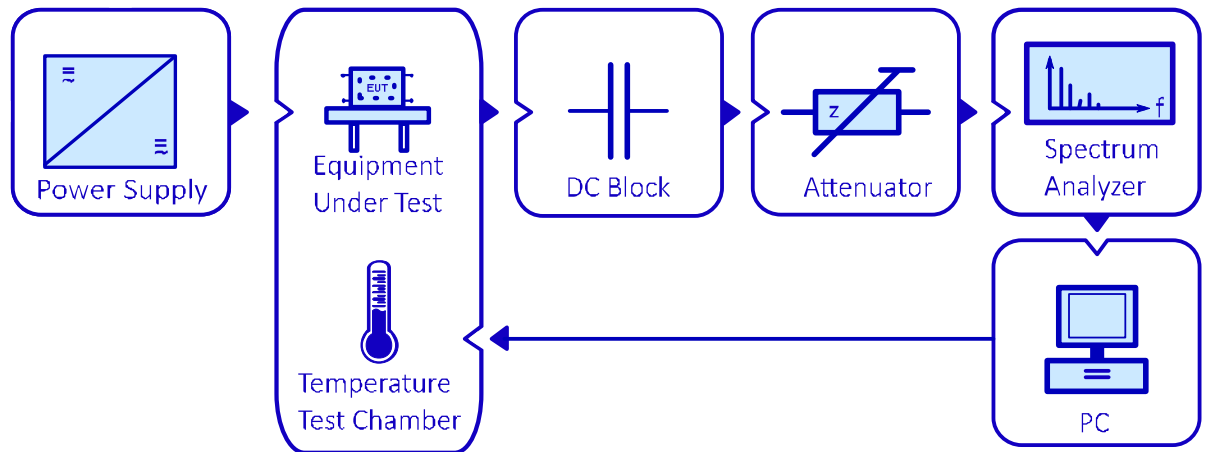 Power Supply
EUT
Equipment
Under Test
Temperature
Test Chamber
DC Block
z
Attenuator
f
Spectrum
Analyzer
PC